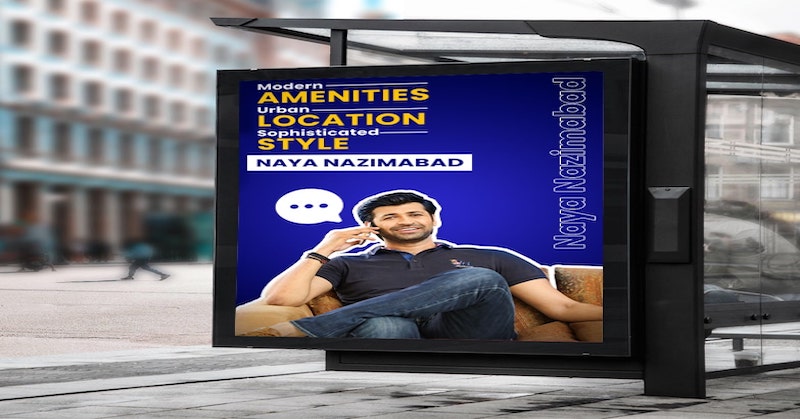 Modern
AMENITIES
Urban
LOCATION
Sophisticated
STYLE
NAYA NAZIMABAD
Naya Nazimabad